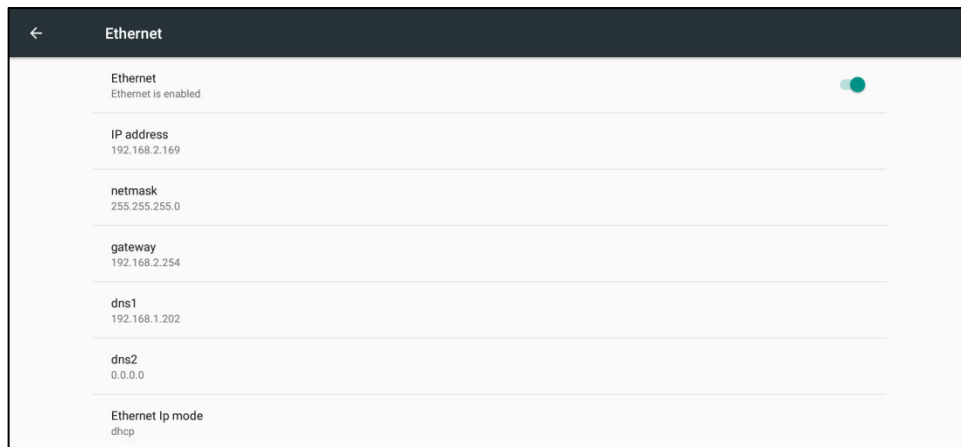 Ethernet
Ethernet
Ethernet is enabled
IP address
192.168.2.169
netmask
255.255.255.0
gateway
192.168.2.254
dns1
192.168.1.202
dns2
0.0.0.0
Ethernet Ip mode
dhcp